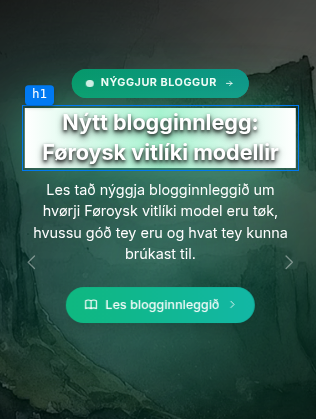 h1
NÝGGJUR BLOGGUR
Nýtt blogginnlegg:
Føroysk vitlíki modellir
Les tað nýggja blogginnleggið um
hvørji Føroysk vitlíki model eru tøk,
hvussu góð tey eru og hvat tey kunna
brúkast til.
Les blogginnleggið